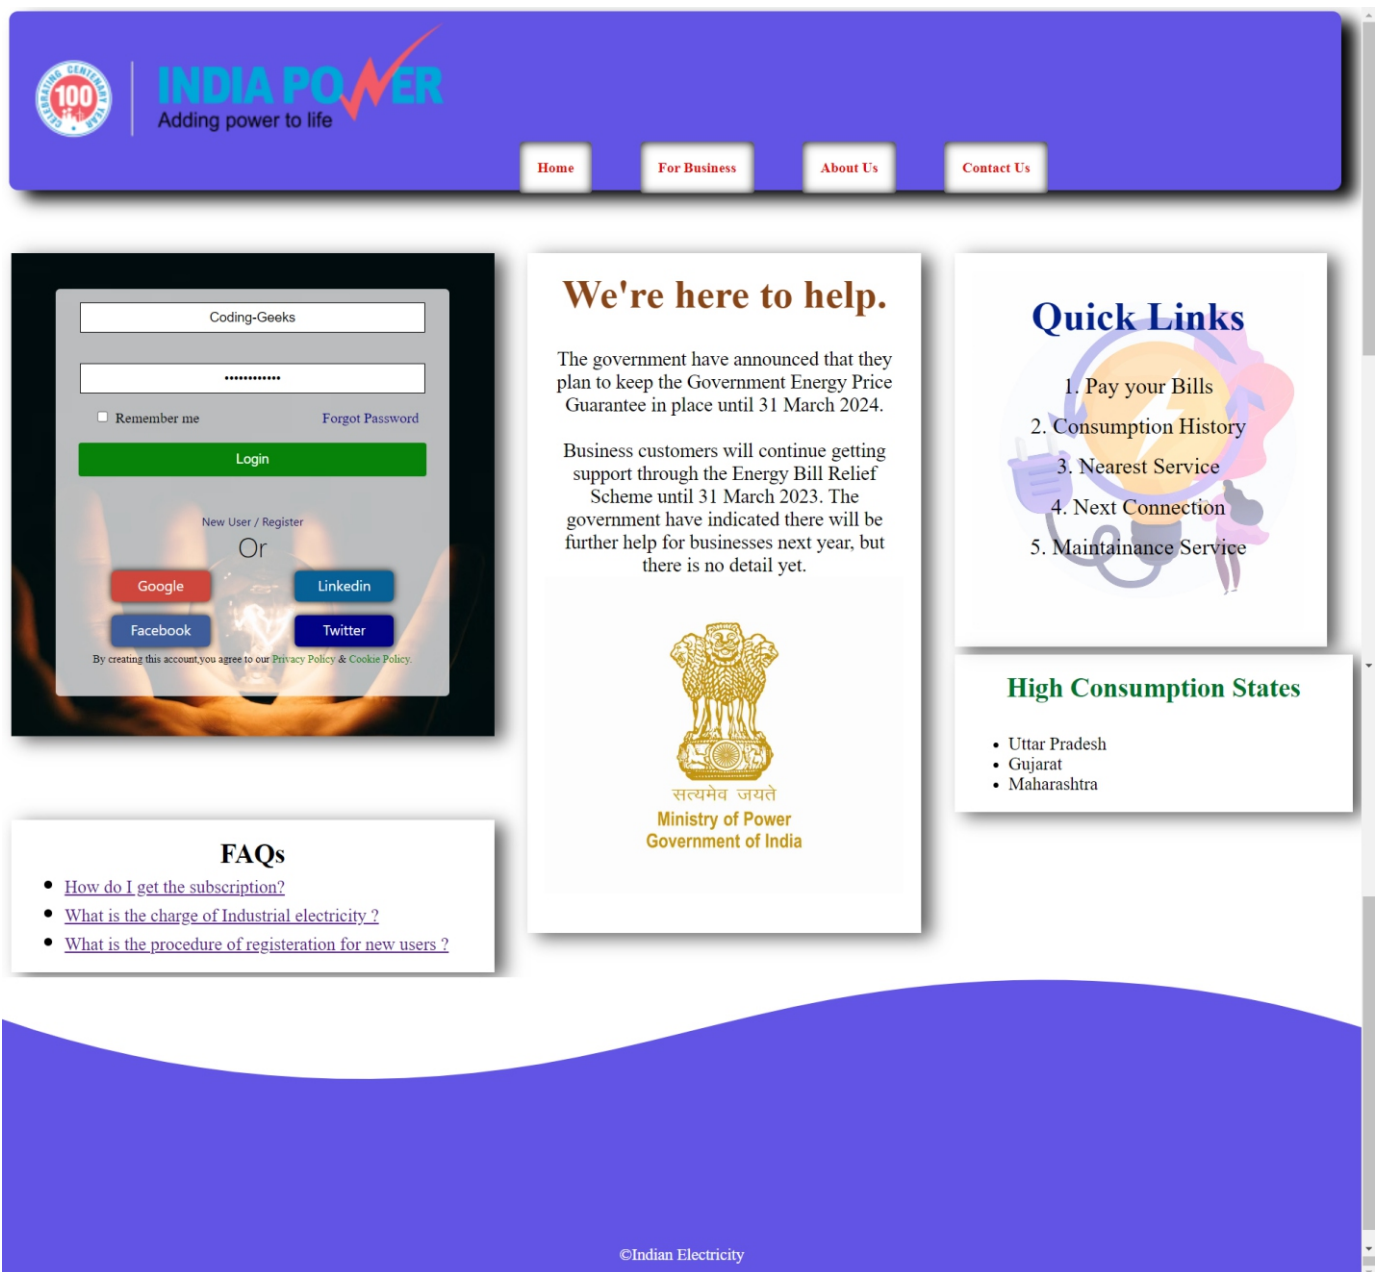 CELEBRATING CENTENARY YEAR
100
INDIA POWER
Adding power to life
Home
For Business
About Us
Contact Us
Coding-Geeks
••••••••••••
Remember me
Forgot Password
Login
New User / Register
Or
Google
Linkedin
Facebook
Twitter
By creating this account,you agree to our Privacy Policy & Cookie Policy.
FAQs
• How do I get the subscription?
• What is the charge of Industrial electricity ?
• What is the procedure of registeration for new users ?
We're here to help.
The government have announced that they
plan to keep the Government Energy Price
Guarantee in place until 31 March 2024.
Business customers will continue getting
support through the Energy Bill Relief
Scheme until 31 March 2023. The
government have indicated there will be
further help for businesses next year, but
there is no detail yet.
सत्यमेव जयते
Ministry of Power
Government of India
Quick Links
1. Pay your Bills
2. Consumption History
3. Nearest Service
4. Next Connection
5. Maintainance Service
High Consumption States
• Uttar Pradesh
• Gujarat
• Maharashtra
©Indian Electricity